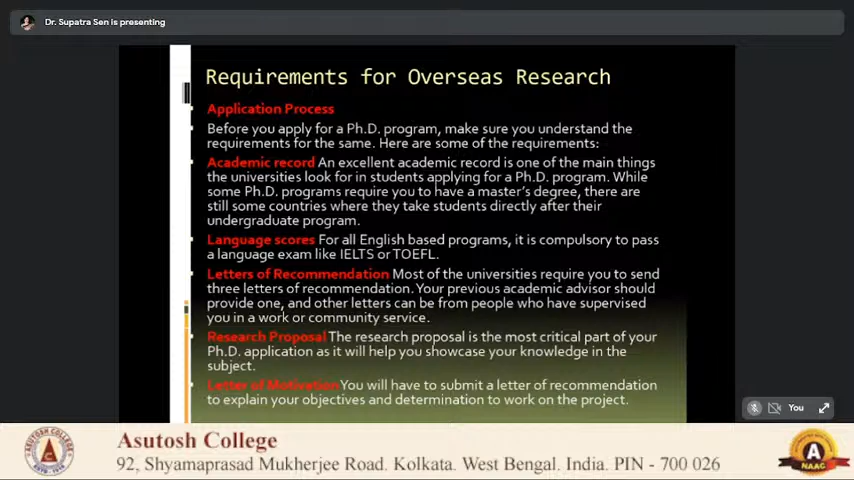 Dr. Supatra Sen is presenting
Requirements for Overseas Research
Application Process
Before you apply for a Ph.D. program, make sure you understand the
requirements for the same. Here are some of the requirements:
Academic record An excellent academic record is one of the main things
the universities look for in students applying for a Ph.D. program. While
some Ph.D. programs require you to have a master's degree, there are
still some countries where they take students directly after their
undergraduate program.
Language scores For all English based programs, it is compulsory to pass
a language exam like IELTS or TOEFL.
Letters of Recommendation Most of the universities require you to send
three letters of recommendation. Your previous academic advisor should
provide one, and other letters can be from people who have supervised
you in a work or community service.
Research Proposal The research proposal is the most critical part of your
Ph.D. application as it will help you showcase your knowledge in the
subject.
Letter of Motivation You will have to submit a letter of recommendation
to explain your objectives and determination to work on the project.
You
Asutosh College
92, Shyamaprasad Mukherjee Road. Kolkata. West Bengal. India. PIN - 700 026
ASUTOSH COLLEGE
A
NAAC